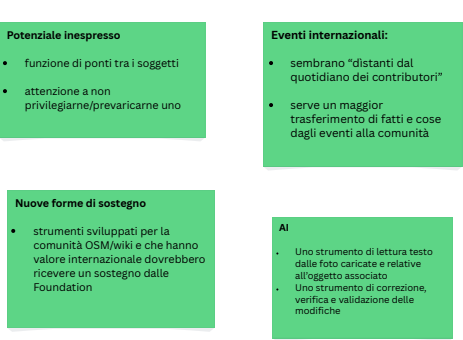 Potenziale inespresso
• funzione di ponti tra i soggetti
• attenzione a non
privilegiarne/prevaricarne uno
Eventi internazionali:
• sembrano “distanti dal
quotidiano dei contributori”
• serve un maggior
trasferimento di fatti e cose
dagli eventi alla comunità
Nuove forme di sostegno
• strumenti sviluppati per la
comunità OSM/wiki e che hanno
valore internazionale dovrebbero
ricevere un sostegno dalle
Foundation
AI
• Uno strumento di lettura testo
dalle foto caricate e relative
all'oggetto associato
• Uno strumento di correzione,
verifica e validazione delle
modifiche